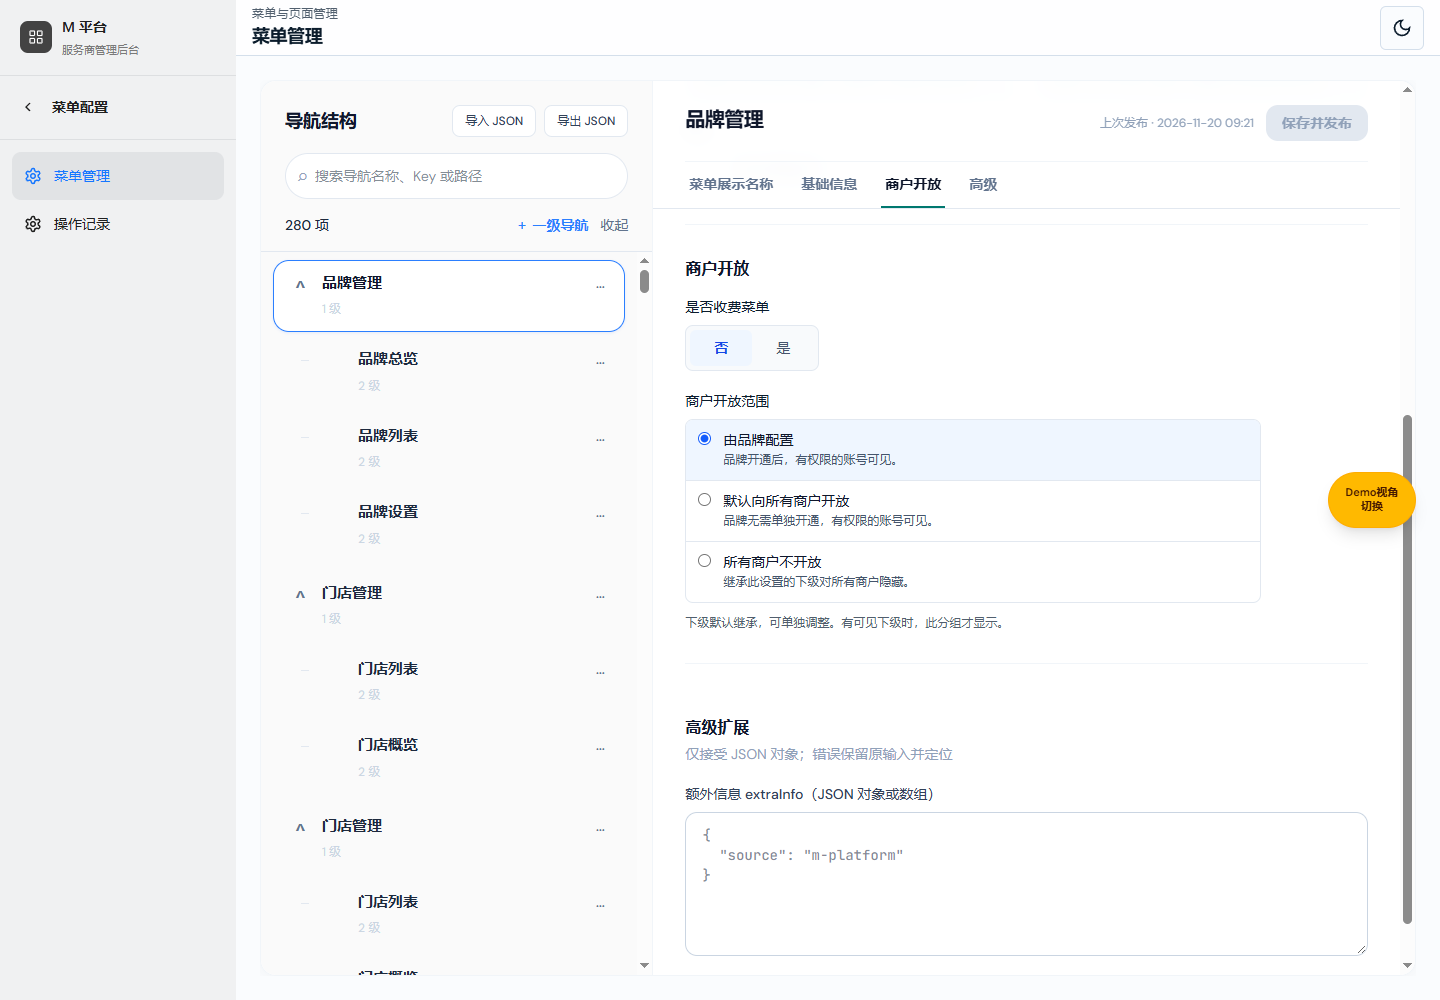 M 平台
服务商管理后台
菜单配置
菜单管理
操作记录
菜单与页面管理
菜单管理
导航结构
导入 JSON
导出 JSON
搜索导航名称、Key 或路径
280 项
+ 一级导航
收起
品牌管理
...
1 级
品牌总览
...
2 级
品牌列表
...
2 级
品牌设置
...
2 级
门店管理
...
1 级
门店列表
...
2 级
门店概览
...
2 级
门店管理
...
1 级
门店列表
...
2 级
门店概览
品牌管理
上次发布 · 2026-11-20 09:21
保存并发布
菜单展示名称
基础信息
商户开放
高级
商户开放
是否收费菜单
否
是
商户开放范围
由品牌配置
品牌开通后，有权限的账号可见。
默认向所有商户开放
品牌无需单独开通，有权限的账号可见。
所有商户不开放
继承此设置的下级对所有商户隐藏。
下级默认继承，可单独调整。有可见下级时，此分组才显示。
高级扩展
仅接受 JSON 对象；错误保留原输入并定位
额外信息 extraInfo（JSON 对象或数组）
{
"source": "m-platform"
}
Demo视角
切换